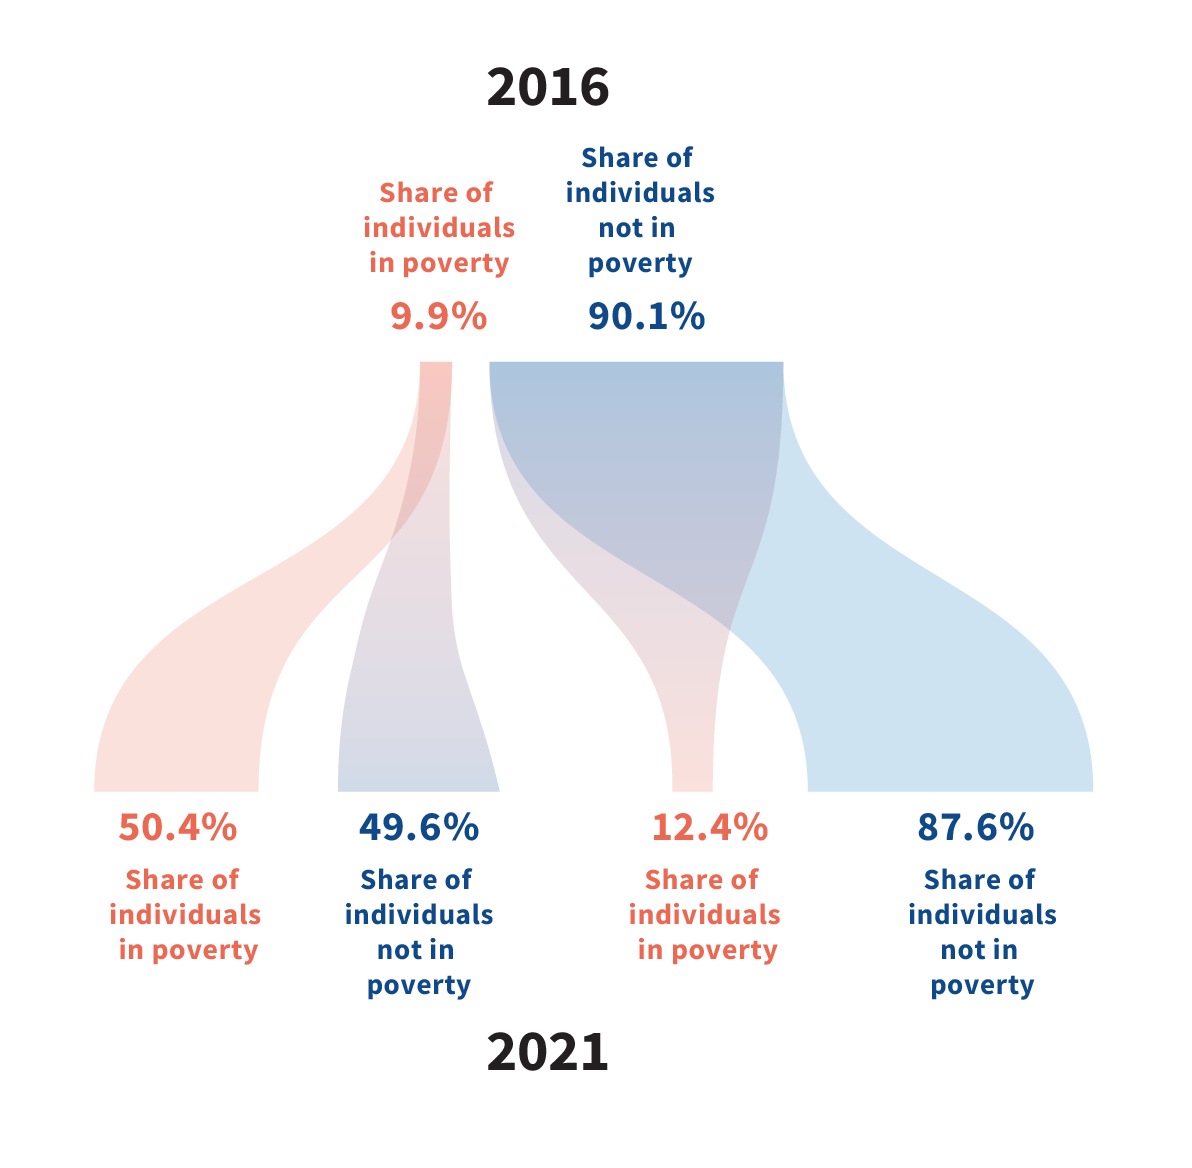 2016
Share of
individuals
in poverty
9.9%
Share of
individuals
not in
poverty
90.1%
50.4%
Share of
individuals
in poverty
49.6%
Share of
individuals
not in
poverty
12.4%
Share of
individuals
in poverty
87.6%
Share of
individuals
not in
poverty
2021